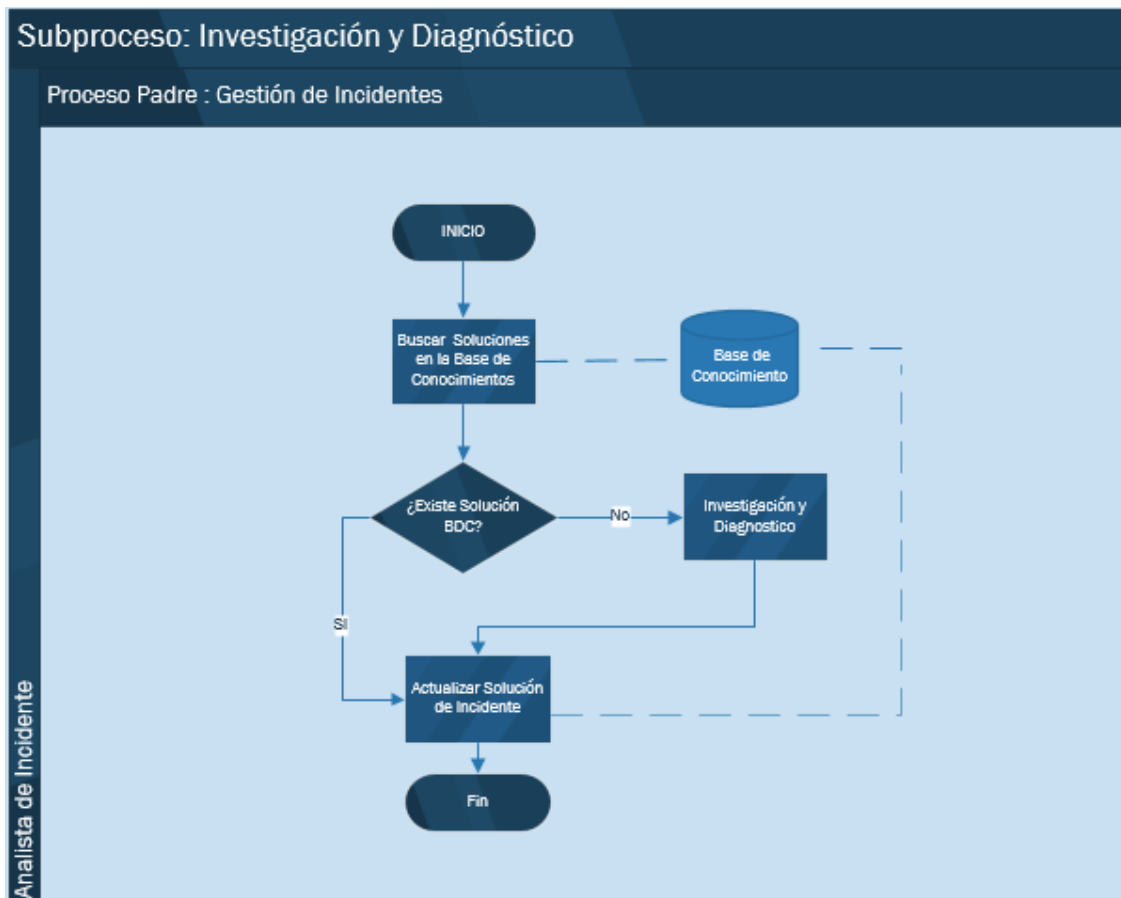 Subproceso: Investigación y Diagnóstico
Proceso Padre : Gestión de Incidentes
Analista de Incidente
INICIO
Buscar Soluciones
en la Base de
Conocimientos
Base de
Conocimiento
¿Existe Solución
BDC?
No
Investigación y
Diagnostico
SI
Actualizar Solución
de Incidente
Fin